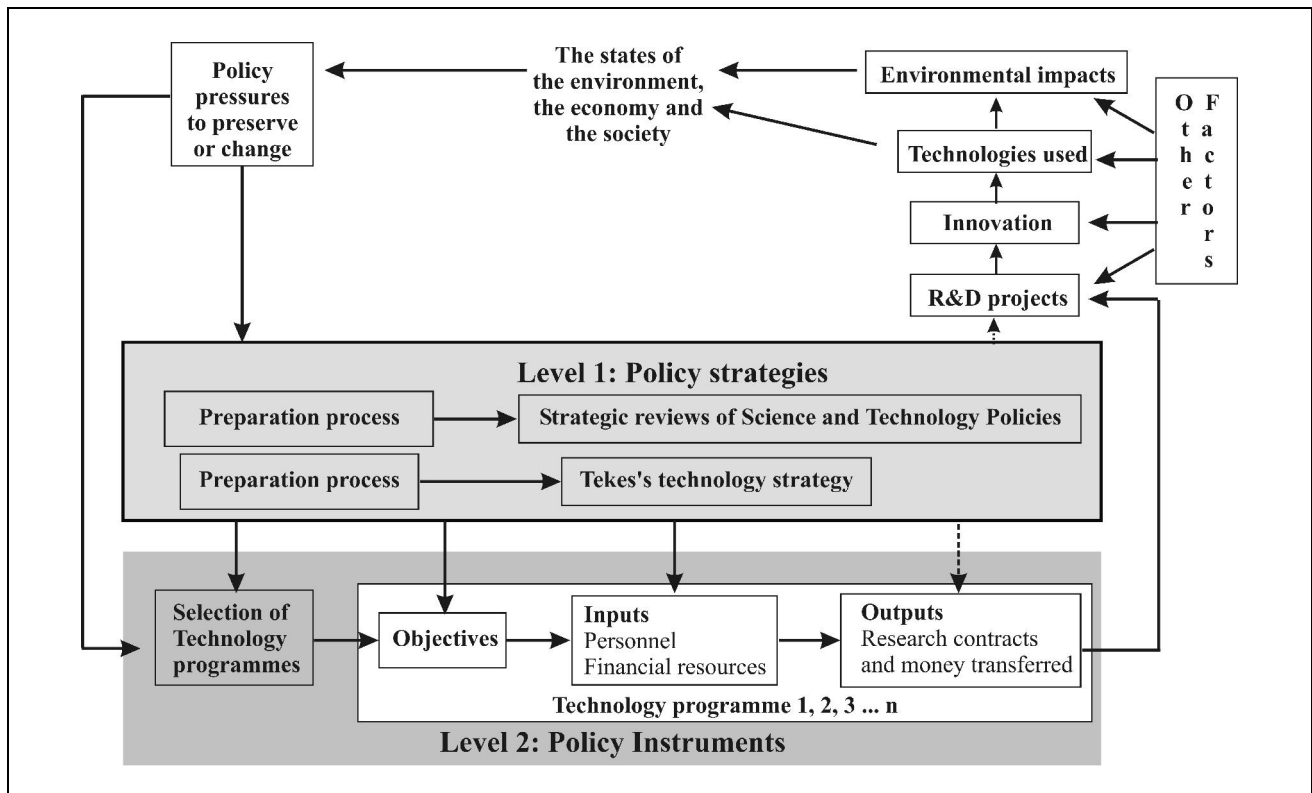 Policy
pressures
to preserve
or change
The states of
the environment,
the economy and
the society
Environmental impacts
Technologies used
Innovation
R&D projects
Other
Factors
Level 1: Policy strategies
Preparation process
Strategic reviews of Science and Technology Policies
Preparation process
Tekes's technology strategy
Selection of
Technology
programmes
Objectives
Inputs
Personnel
Financial resources
Outputs
Research contracts
and money transferred
Technology programme 1, 2, 3 ... n
Level 2: Policy Instruments